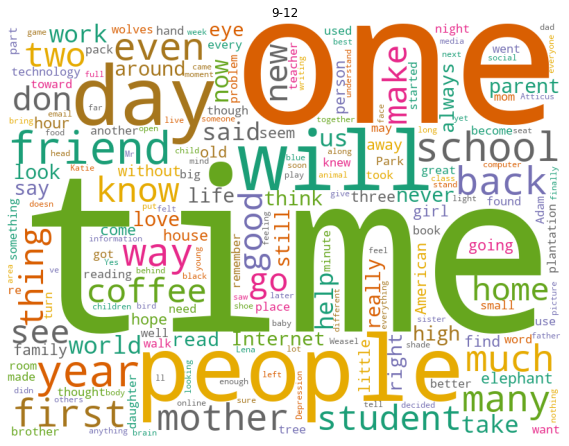 9-12
part
game
wolves
hand
eye
used
best
night
media
went
social
dad
everyone
work
two
pack
even
week
every
someone
now
problem
though
new
teacher
writing
person
understand
make
always
next
yet
parent
mom
Atticus
technology
toward
full
around
came
moment
one
bring
hour
don
email
food
far
another
open
day
said
seem
started
together
face
long
become
seat
school
head
Mr
live
us
may
knew
away
Park
took
along
friend
Katie
child
mind
old
big
blue
soon
play
animal
will
great
class
stand
computer
finally
back
look
say
without
know
life
think
three
never
light
found
Adam
plantation
something
doesn
put
felt
love
good
feeling
give
girl
book
feel
thing
come
information
way
house
still
minute
help
really
everything
American
going
home
small
picture
area
ve
re
turn
got
Yes
behind
black
young
remember
go
saw
later
place
different
sister
use
father
time
reading
coffee
children
bird
need
shoe
baby
see
hope
well
walk
read
Internet
Lena
lot
Weasel
shade
little
right
high
find
word
family
world
tree
better
much
elephant
room
made
year
thought
body
ll
looking
enough
left
Depression
people
many
nothing
didn
others
first
daughter
online
sure
mother
student
tell
decided
take
want
brother
anything
brain